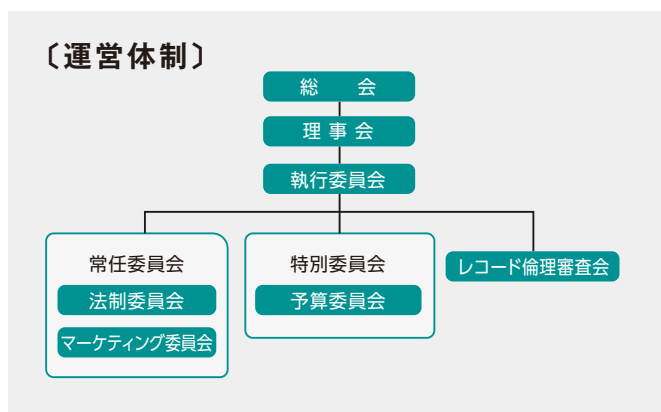 〔運営体制〕
総　会
理事会
執行委員会
常任委員会
法制委員会
マーケティング委員会
特別委員会
予算委員会
レコード倫理審査会